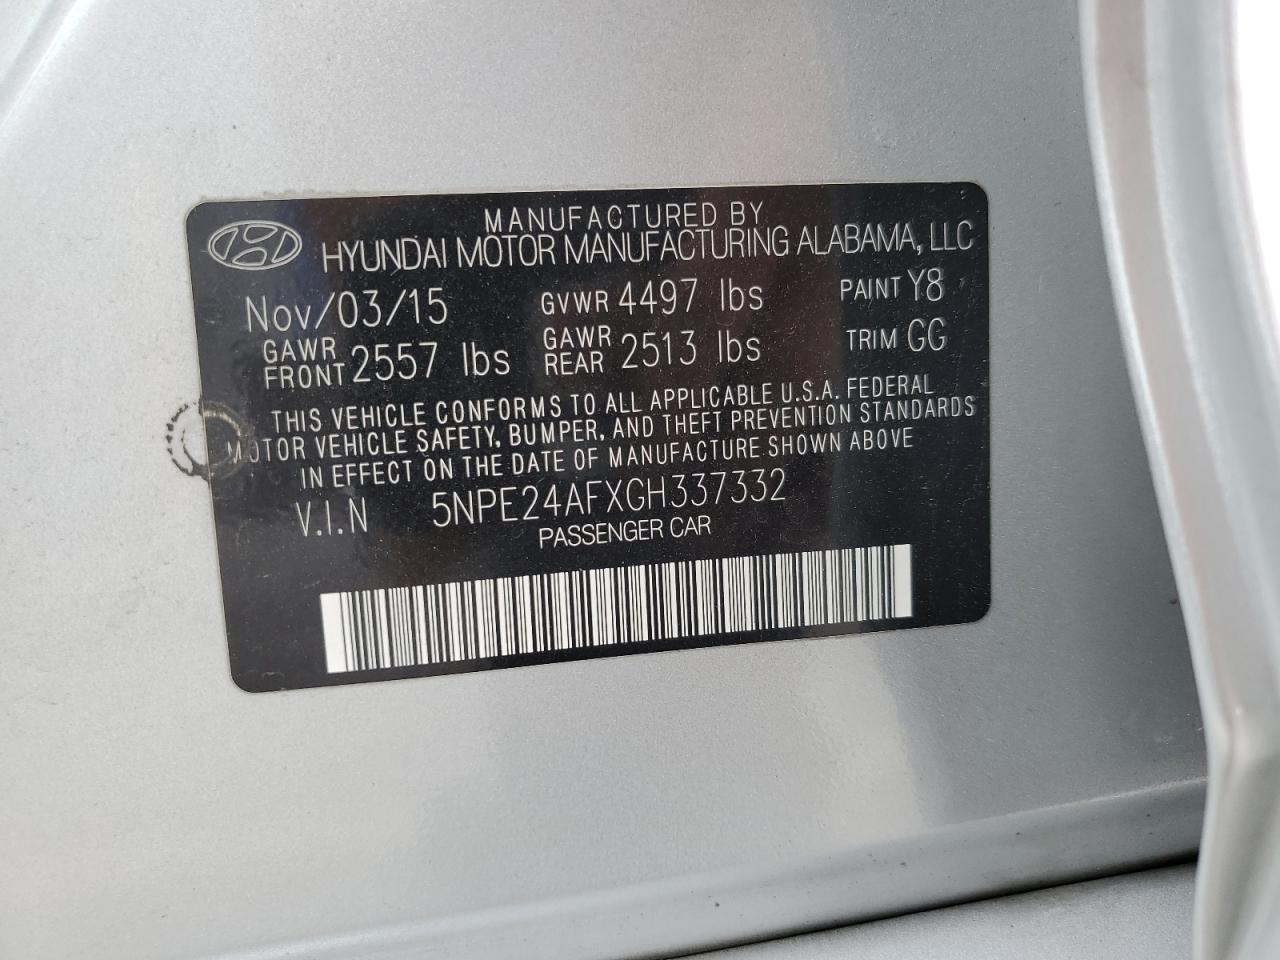 MANUFACTURED BY
HYUNDAI MOTOR MANUFACTURING ALABAMA, LLC
Nov/03/15 GVWR 4497 lbs PAINT Y8
GAWR FRONT 2557 lbs GAWR REAR 2513 lbs TRIM GG
THIS VEHICLE CONFORMS TO ALL APPLICABLE U.S.A. FEDERAL
MOTOR VEHICLE SAFETY, BUMPER, AND THEFT PREVENTION STANDARDS
IN EFFECT ON THE DATE OF MANUFACTURE SHOWN ABOVE
V.I.N 5NPE24AFXGH337332
PASSENGER CAR